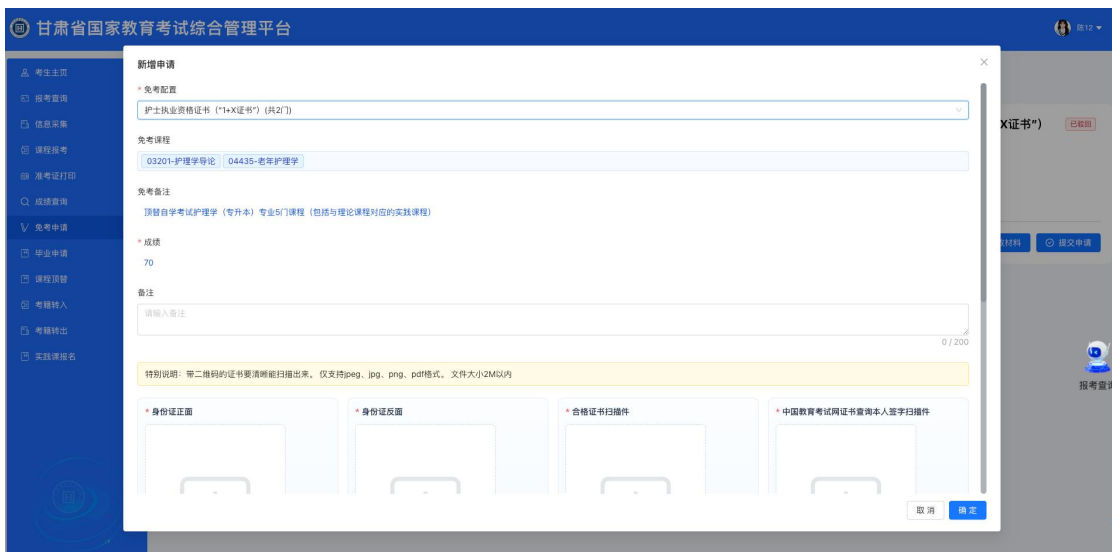 甘肃省国家教育考试综合管理平台
陈12
考生主页
报考查询
信息采集
课程报考
准考证打印
成绩查询
免考申请
毕业申请
课程顶替
考籍转入
考籍转出
实践课报名
新增申请
* 免考配置
护士执业资格证书（“1+X证书”）(共2门)
免考课程
03201-护理学导论 04435-老年护理学
免考备注
顶替自学考试护理学（专升本）专业5门课程（包括与理论课程对应的实践课程）
* 成绩
70
备注
请输入备注
0 / 200
特别说明：带二维码的证书要清晰能扫描出来。 仅支持jpeg、jpg、png、pdf格式。 文件大小2M以内
* 身份证正面 * 身份证反面 * 合格证书扫描件 * 中国教育考试网证书查询本人签字扫描件
取消 确定
X证书”） 已驳回
材料 提交申请
报考查询